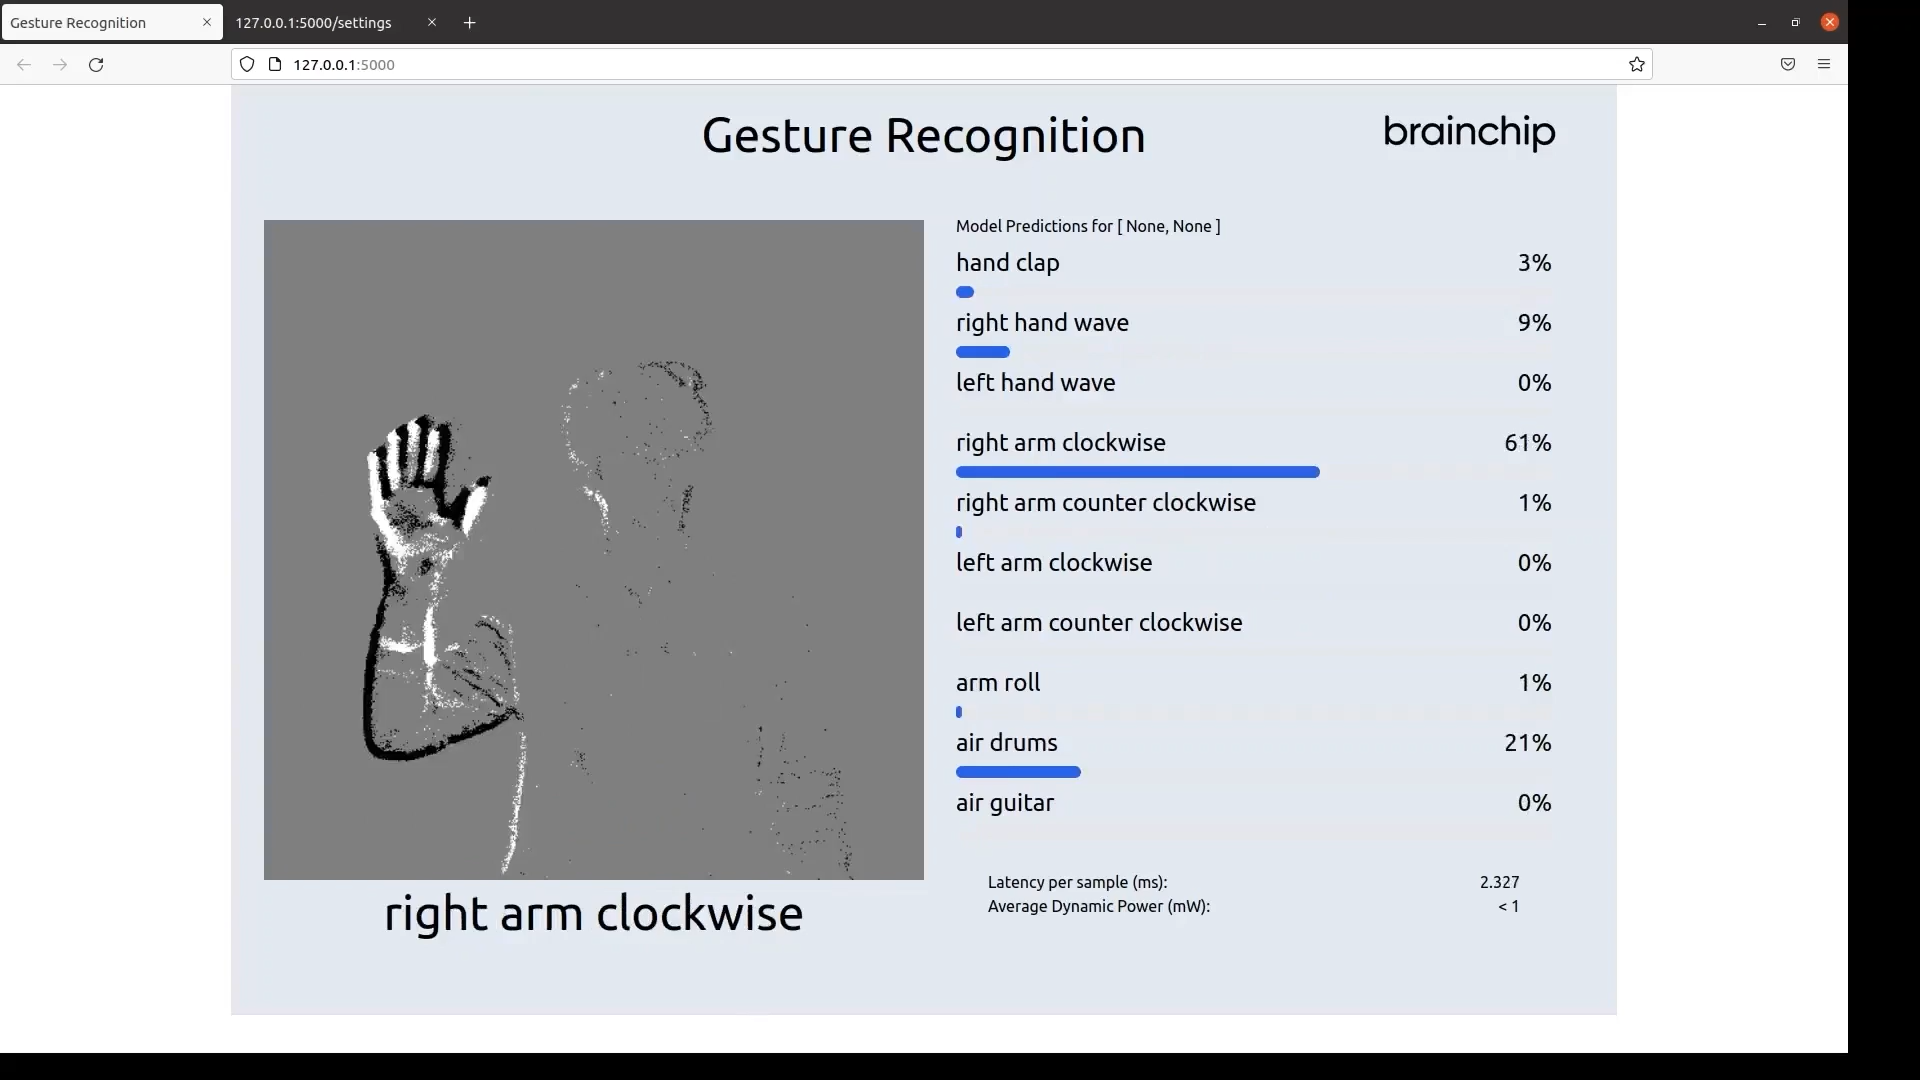 Gesture Recognition
127.0.0.1:5000/settings
127.0.0.1:5000
Gesture Recognition
brainchip
Model Predictions for [ None, None ]
hand clap 3%
right hand wave 9%
left hand wave 0%
right arm clockwise 61%
right arm counter clockwise 1%
left arm clockwise 0%
left arm counter clockwise 0%
arm roll 1%
air drums 21%
air guitar 0%
Latency per sample (ms): 2.327
Average Dynamic Power (mW): < 1
right arm clockwise